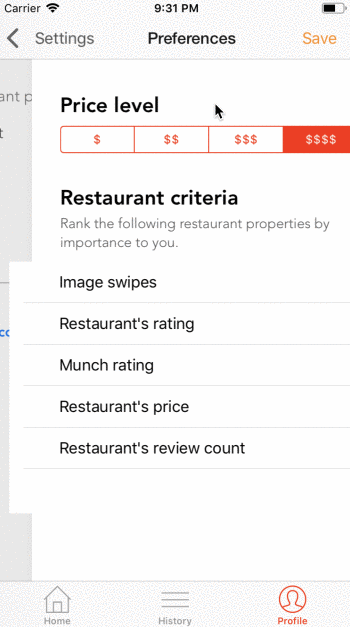 Carrier 9:31 PM
Settings Preferences Save
ant p
t
Price level
$ $$ $$$ $$$$
Restaurant criteria
Rank the following restaurant properties by
importance to you.
Image swipes
Restaurant's rating
co
Munch rating
Restaurant's price
Restaurant's review count
Home History Profile